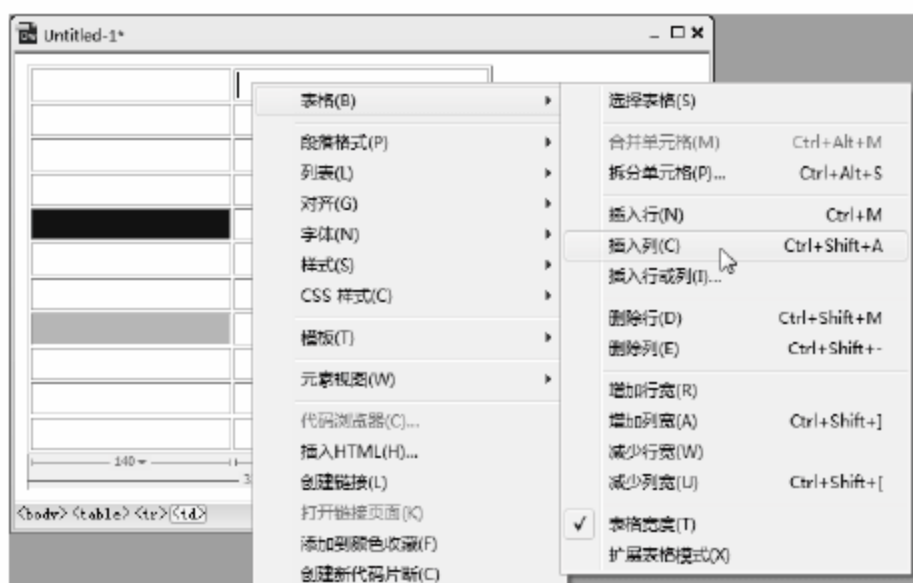 Untitled-1*
表格(B)
段落格式(P)
列表(L)
对齐(G)
字体(N)
样式(S)
CSS 样式(C)
模板(T)
元素视图(W)
代码浏览器(C)...
插入HTML(H)...
创建链接(L)
打开链接页面(K)
添加到颜色收藏(F)
创建新代码片断(C)
选择表格(S)
合并单元格(M) Ctrl+Alt+M
拆分单元格(P)... Ctrl+Alt+S
插入行(N) Ctrl+M
插入列(C) Ctrl+Shift+A
插入行或列(I)...
删除行(D) Ctrl+Shift+M
删除列(E) Ctrl+Shift+-
增加行宽(R)
增加列宽(A) Ctrl+Shift+]
减少行宽(W)
减少列宽(U) Ctrl+Shift+[
✓ 表格宽度(T)
扩展表格模式(X)
140
<body> <table> <tr> <td>